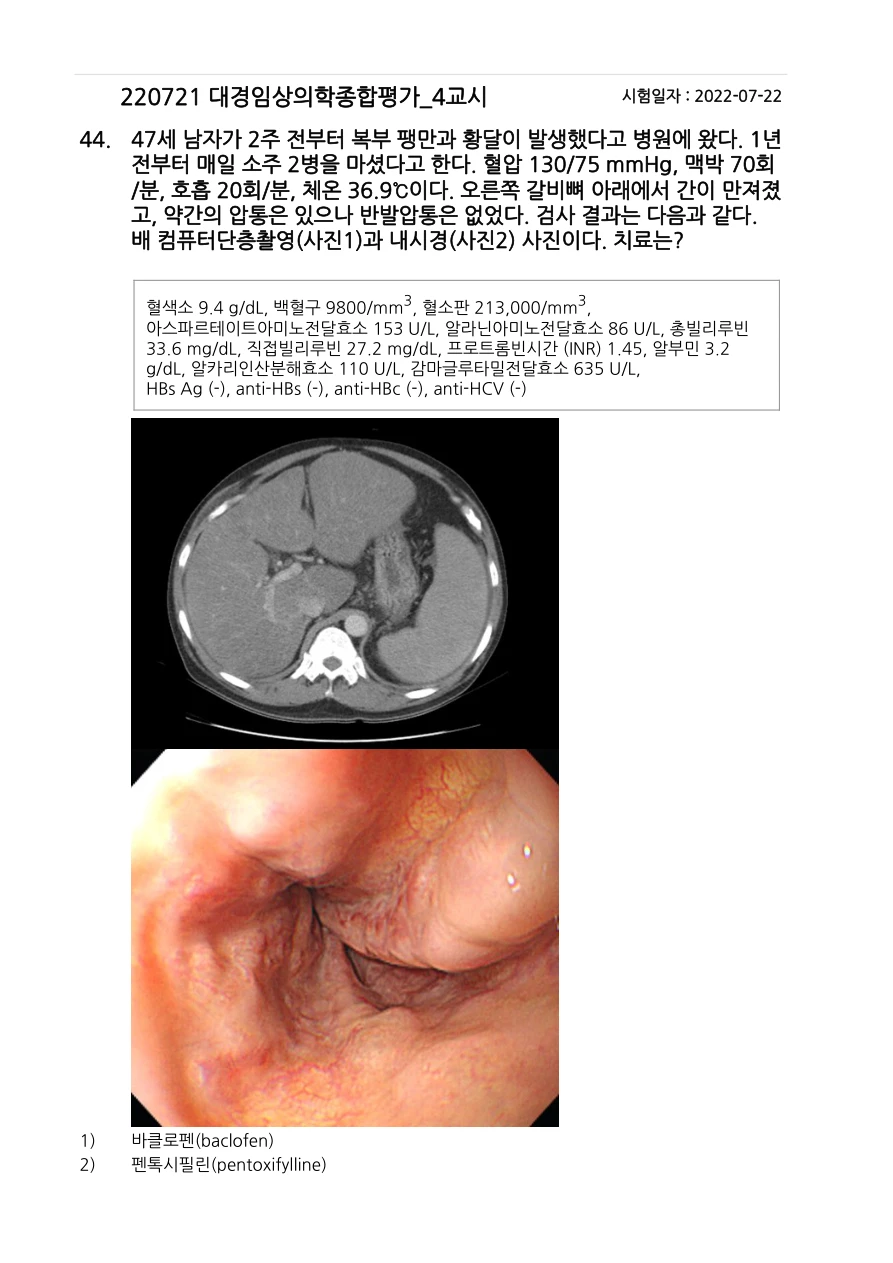 220721 대경임상의학종합평가_4교시
시험일자 : 2022-07-22
44. 47세 남자가 2주 전부터 복부 팽만과 황달이 발생했다고 병원에 왔다. 1년
전부터 매일 소주 2병을 마셨다고 한다. 혈압 130/75 mmHg, 맥박 70회
/분, 호흡 20회/분, 체온 36.9℃이다. 오른쪽 갈비뼈 아래에서 간이 만져졌
고, 약간의 압통은 있으나 반발압통은 없었다. 검사 결과는 다음과 같다.
배 컴퓨터단층촬영(사진1)과 내시경(사진2) 사진이다. 치료는?
혈색소 9.4 g/dL, 백혈구 9800/mm³, 혈소판 213,000/mm³,
아스파르테이트아미노전달효소 153 U/L, 알라닌아미노전달효소 86 U/L, 총빌리루빈
33.6 mg/dL, 직접빌리루빈 27.2 mg/dL, 프로트롬빈시간 (INR) 1.45, 알부민 3.2
g/dL, 알카리인산분해효소 110 U/L, 감마글루타밀전달효소 635 U/L,
HBs Ag (-), anti-HBs (-), anti-HBc (-), anti-HCV (-)
1) 바클로펜(baclofen)
2) 펜톡시필린(pentoxifylline)